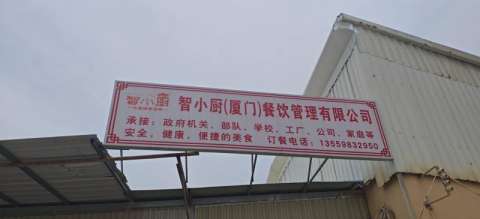 智小厨
智小厨(厦门)餐饮管理有限公司
承接：政府机关、部队、学校、工厂、公司、家庭等
安全、健康、便捷的美食 订餐电话：13559832950